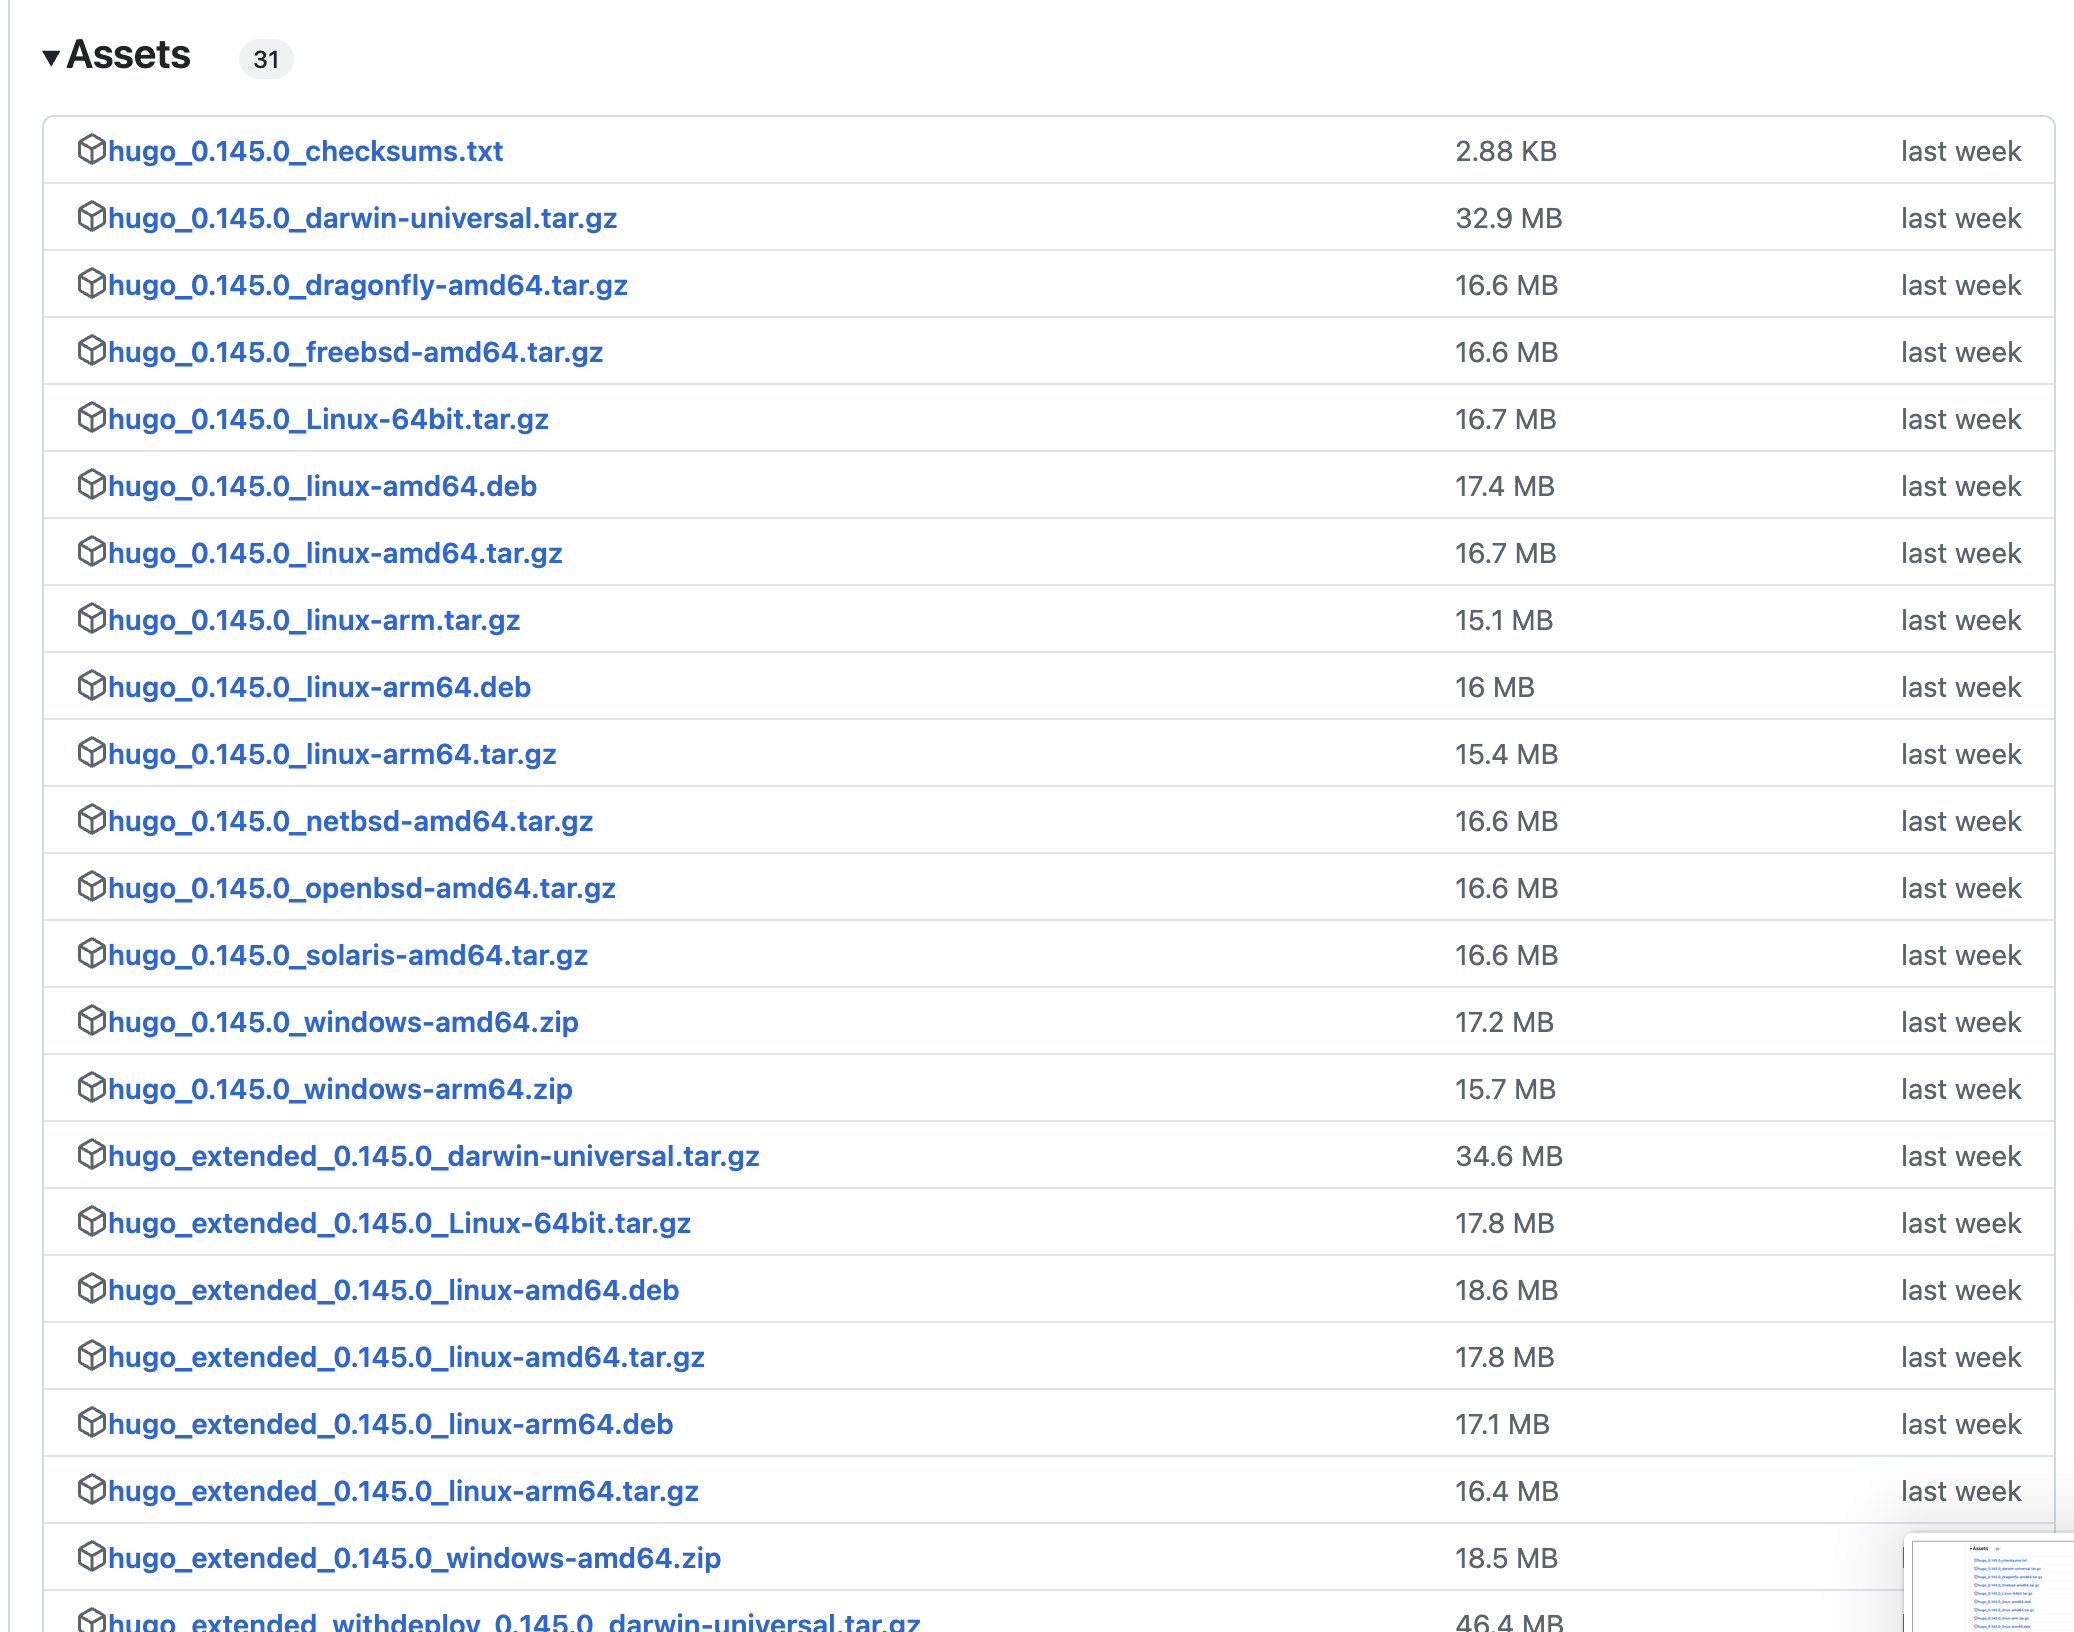 Assets 31
hugo_0.145.0_checksums.txt 2.88 KB last week
hugo_0.145.0_darwin-universal.tar.gz 32.9 MB last week
hugo_0.145.0_dragonfly-amd64.tar.gz 16.6 MB last week
hugo_0.145.0_freebsd-amd64.tar.gz 16.6 MB last week
hugo_0.145.0_Linux-64bit.tar.gz 16.7 MB last week
hugo_0.145.0_linux-amd64.deb 17.4 MB last week
hugo_0.145.0_linux-amd64.tar.gz 16.7 MB last week
hugo_0.145.0_linux-arm.tar.gz 15.1 MB last week
hugo_0.145.0_linux-arm64.deb 16 MB last week
hugo_0.145.0_linux-arm64.tar.gz 15.4 MB last week
hugo_0.145.0_netbsd-amd64.tar.gz 16.6 MB last week
hugo_0.145.0_openbsd-amd64.tar.gz 16.6 MB last week
hugo_0.145.0_solaris-amd64.tar.gz 16.6 MB last week
hugo_0.145.0_windows-amd64.zip 17.2 MB last week
hugo_0.145.0_windows-arm64.zip 15.7 MB last week
hugo_extended_0.145.0_darwin-universal.tar.gz 34.6 MB last week
hugo_extended_0.145.0_Linux-64bit.tar.gz 17.8 MB last week
hugo_extended_0.145.0_linux-amd64.deb 18.6 MB last week
hugo_extended_0.145.0_linux-amd64.tar.gz 17.8 MB last week
hugo_extended_0.145.0_linux-arm64.deb 17.1 MB last week
hugo_extended_0.145.0_linux-arm64.tar.gz 16.4 MB last week
hugo_extended_0.145.0_windows-amd64.zip 18.5 MB
hugo_extended_withdeploy_0.145.0_darwin-universal.tar.gz 46.4 MB
Assets